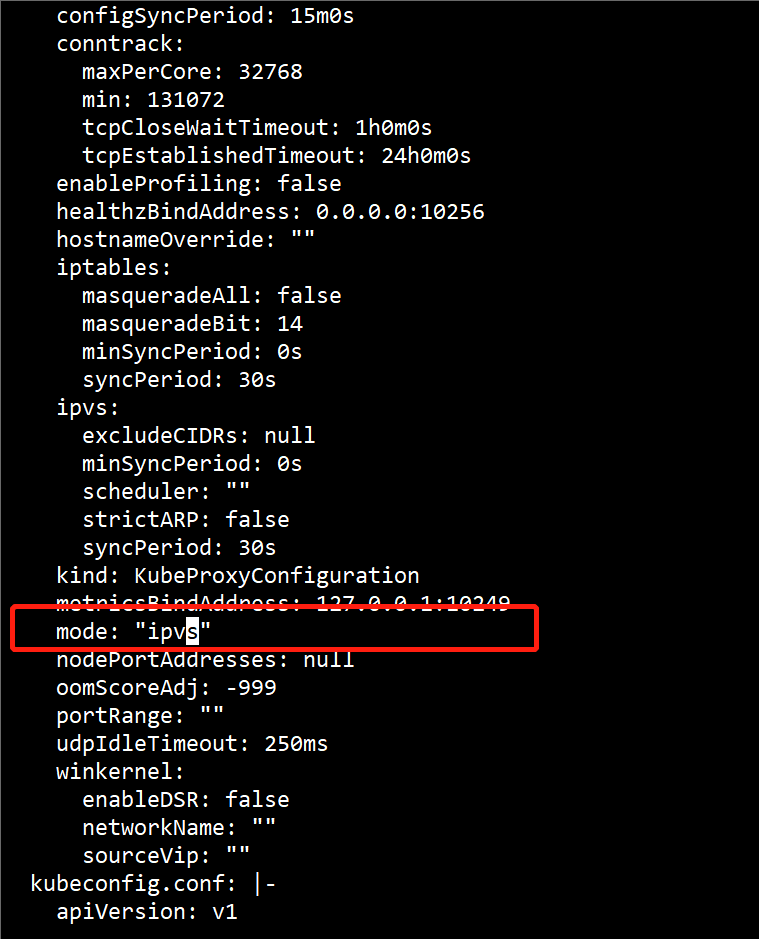 configSyncPeriod: 15m0s
conntrack:
maxPerCore: 32768
min: 131072
tcpCloseWaitTimeout: 1h0m0s
tcpEstablishedTimeout: 24h0m0s
enableProfiling: false
healthzBindAddress: 0.0.0.0:10256
hostnameOverride: ""
iptables:
masqueradeAll: false
masqueradeBit: 14
minSyncPeriod: 0s
syncPeriod: 30s
ipvs:
excludeCIDRs: null
minSyncPeriod: 0s
scheduler: ""
strictARP: false
syncPeriod: 30s
kind: KubeProxyConfiguration
metricsBindAddress: 127.0.0.1:10249
mode: "ipvs"
nodePortAddresses: null
oomScoreAdj: -999
portRange: ""
udpIdleTimeout: 250ms
winkernel:
enableDSR: false
networkName: ""
sourceVip: ""
kubeconfig.conf: |-
apiVersion: v1